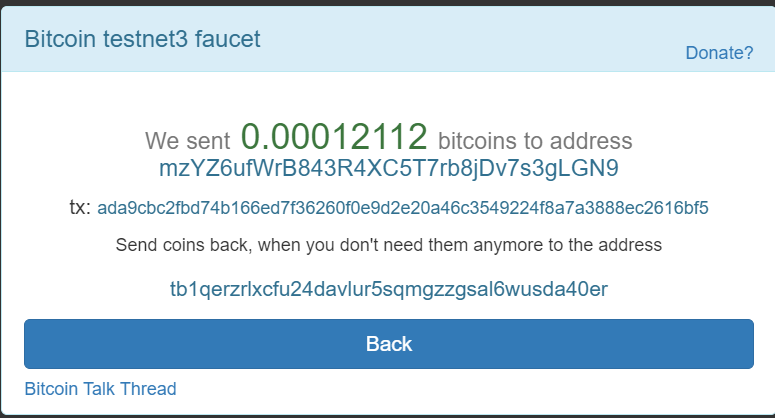 Bitcoin testnet3 faucet
Donate?
We sent 0.00012112 bitcoins to address
mzYZ6ufWrB843R4XC5T7rb8jDv7s3gLGN9
tx: ada9cbc2fbd74b166ed7f36260f0e9d2e20a46c3549224f8a7a3888ec2616bf5
Send coins back, when you don't need them anymore to the address
tb1qerzrlxcfu24davlur5sqmgzzgsal6wusda40er
Back
Bitcoin Talk Thread